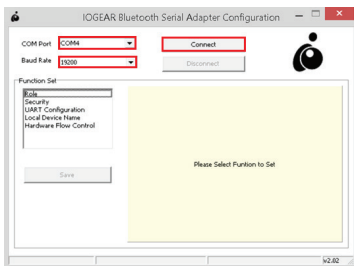 IOGEAR Bluetooth Serial Adapter Configuration
COM Port COM4 Connect
Baud Rate 19200 Disconnect
Function Set
Role
Security
UART Configuration
Local Device Name
Hardware Flow Control
Save
Please Select Funtion to Set
v2.02